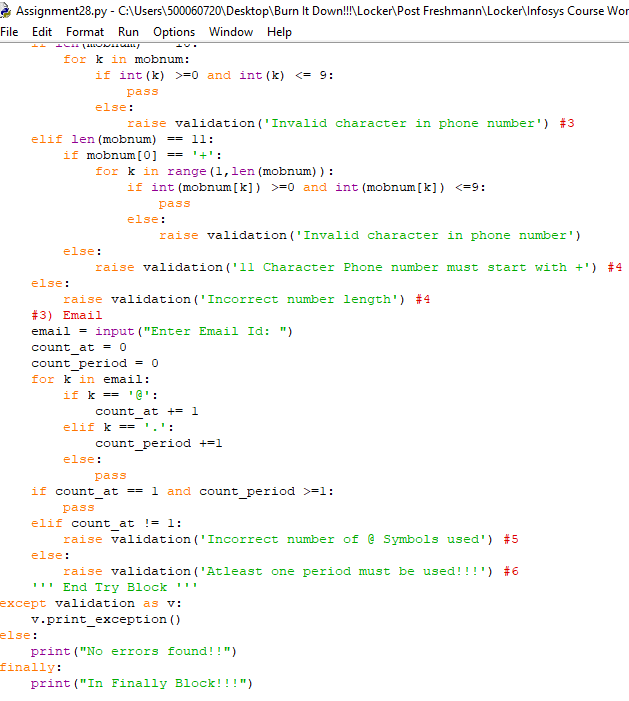 Assignment28.py - C:\Users\500060720\Desktop\Burn It Down!!!\Locker\Post Freshmann\Locker\Infosys Course Wor
File Edit Format Run Options Window Help
if len(mobnum) == 10:
        for k in mobnum:
            if int(k) >=0 and int(k) <= 9:
                pass
            else:
                raise validation('Invalid character in phone number') #3
    elif len(mobnum) == 11:
        if mobnum[0] == '+':
            for k in range(1,len(mobnum)):
                if int(mobnum[k]) >=0 and int(mobnum[k]) <=9:
                    pass
                else:
                    raise validation('Invalid character in phone number')
        else:
            raise validation('11 Character Phone number must start with +') #4
    else:
        raise validation('Incorrect number length') #4
    #3) Email
    email = input("Enter Email Id: ")
    count_at = 0
    count_period = 0
    for k in email:
        if k == '@':
            count_at += 1
        elif k == '.':
            count_period +=1
        else:
            pass
    if count_at == 1 and count_period >=1:
        pass
    elif count_at != 1:
        raise validation('Incorrect number of @ Symbols used') #5
    else:
        raise validation('Atleast one period must be used!!!') #6
    ''' End Try Block '''
except validation as v:
    v.print_exception()
else:
    print("No errors found!!")
finally:
    print("In Finally Block!!!")